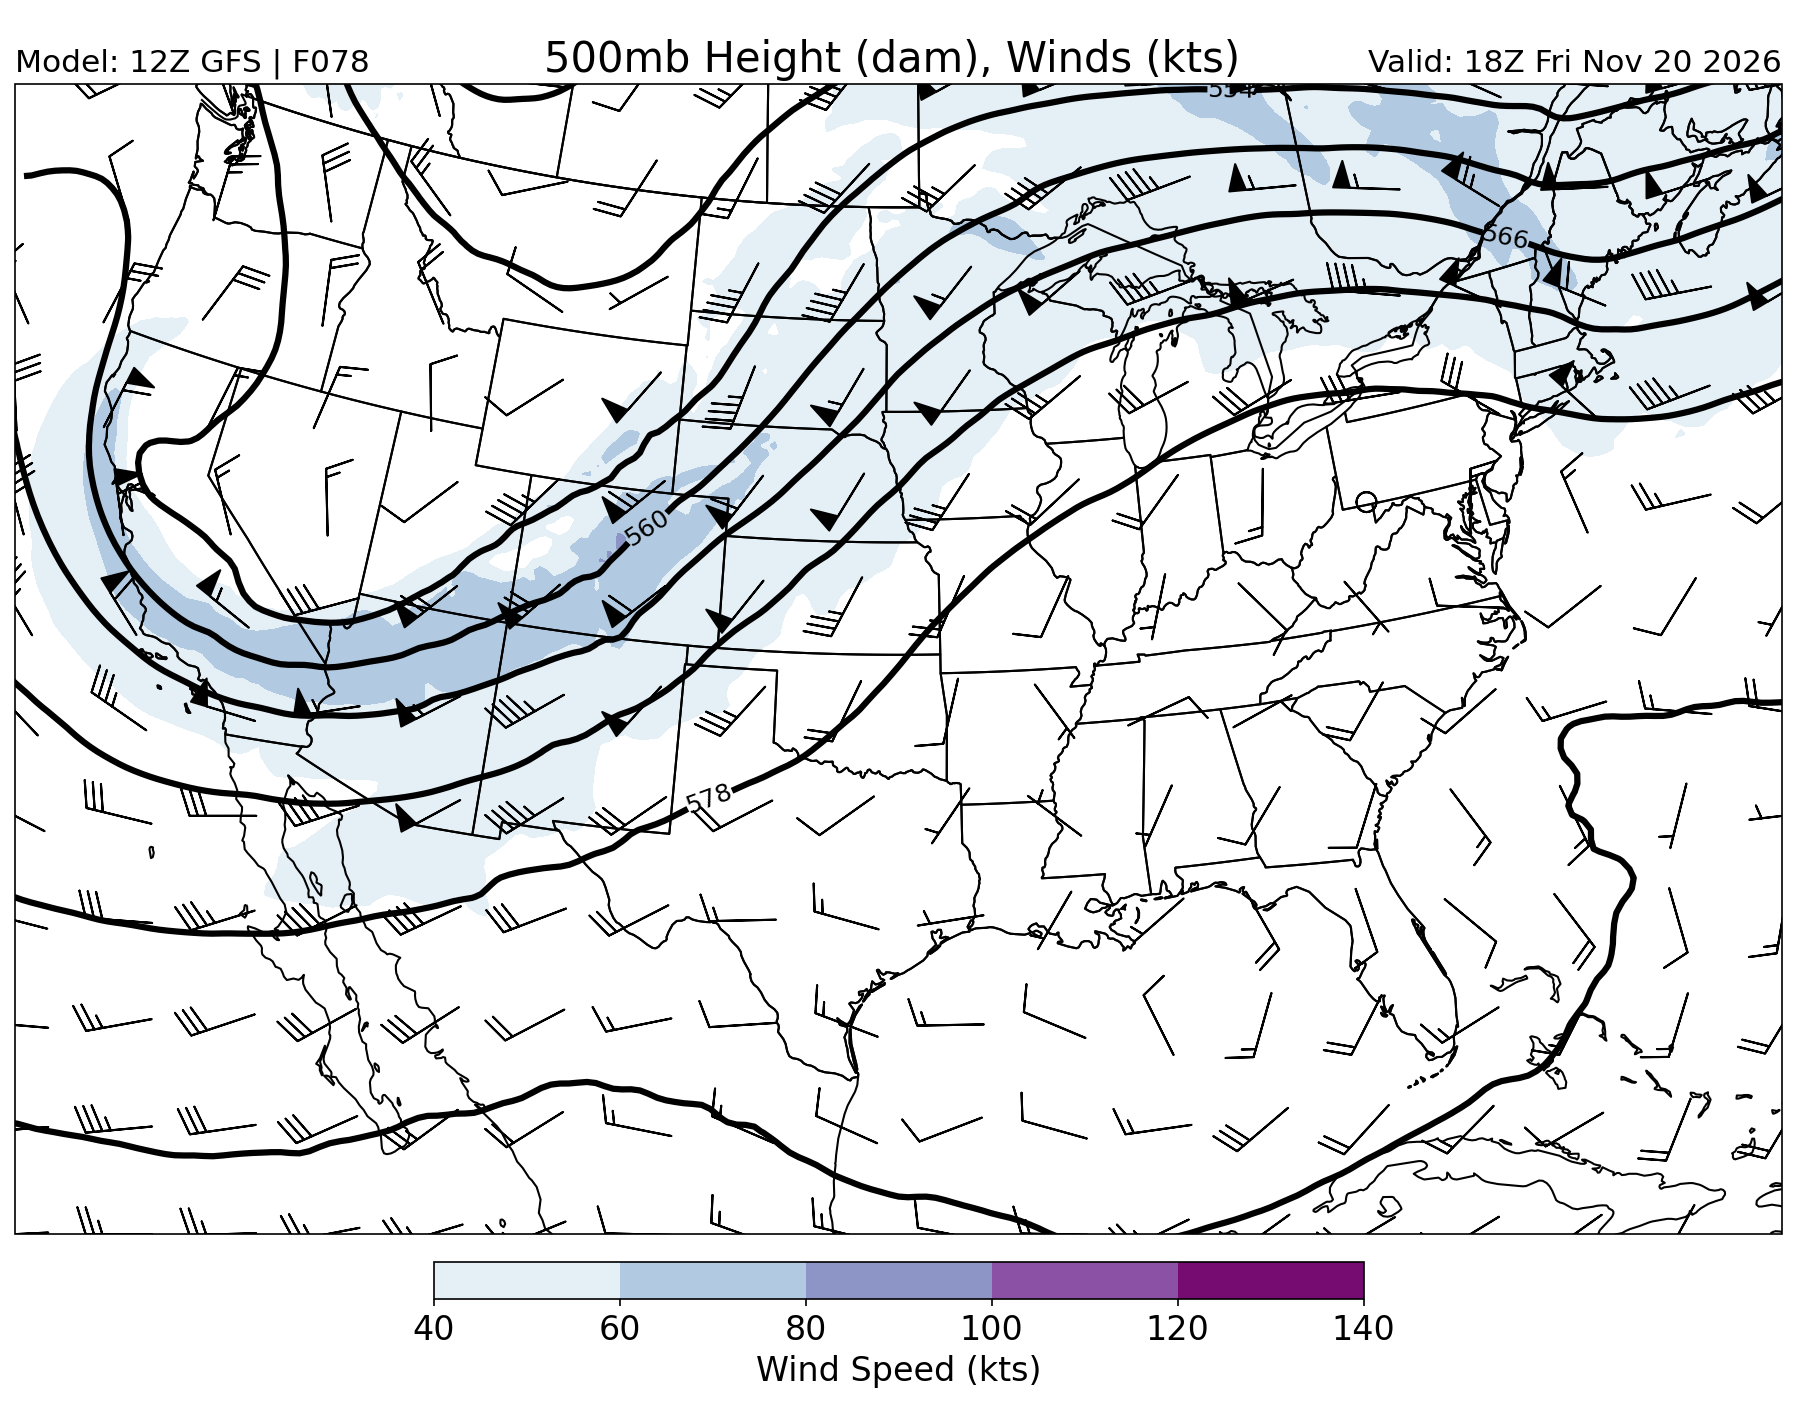 Model: 12Z GFS | F078
500mb Height (dam), Winds (kts)
Valid: 18Z Fri Nov 20 2026
554
566
560
578
40 60 80 100 120 140
Wind Speed (kts)